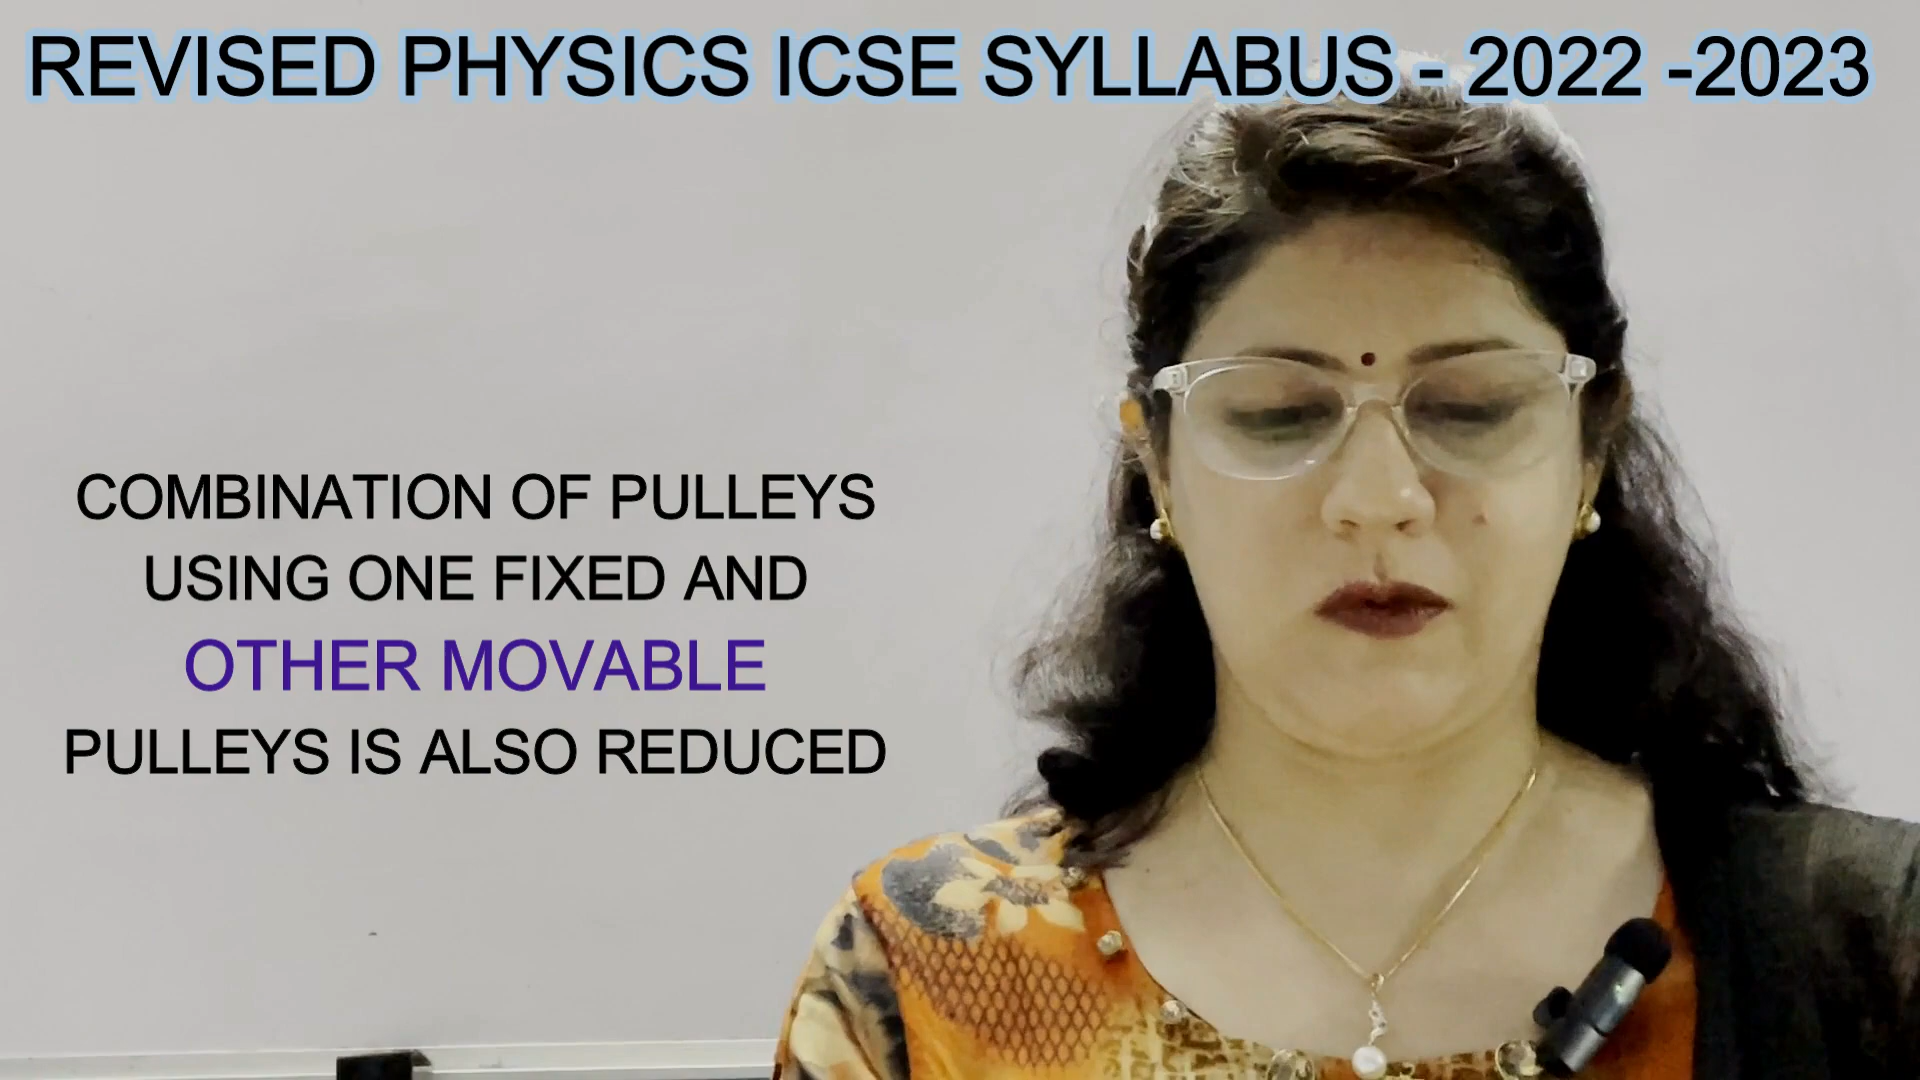 REVISED PHYSICS ICSE SYLLABUS - 2022 -2023
COMBINATION OF PULLEYS
USING ONE FIXED AND
OTHER MOVABLE
PULLEYS IS ALSO REDUCED